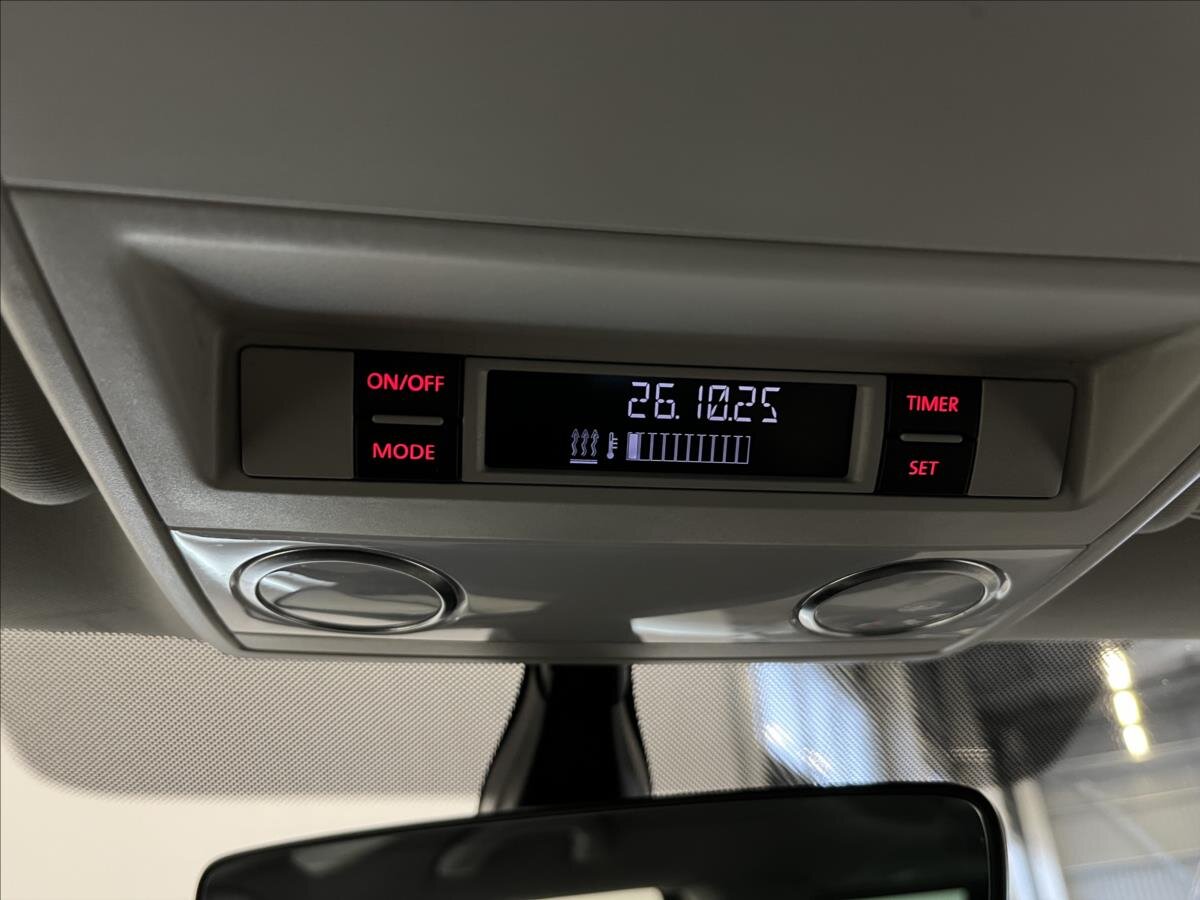 ON/OFF
MODE
26.10.25
TIMER
SET